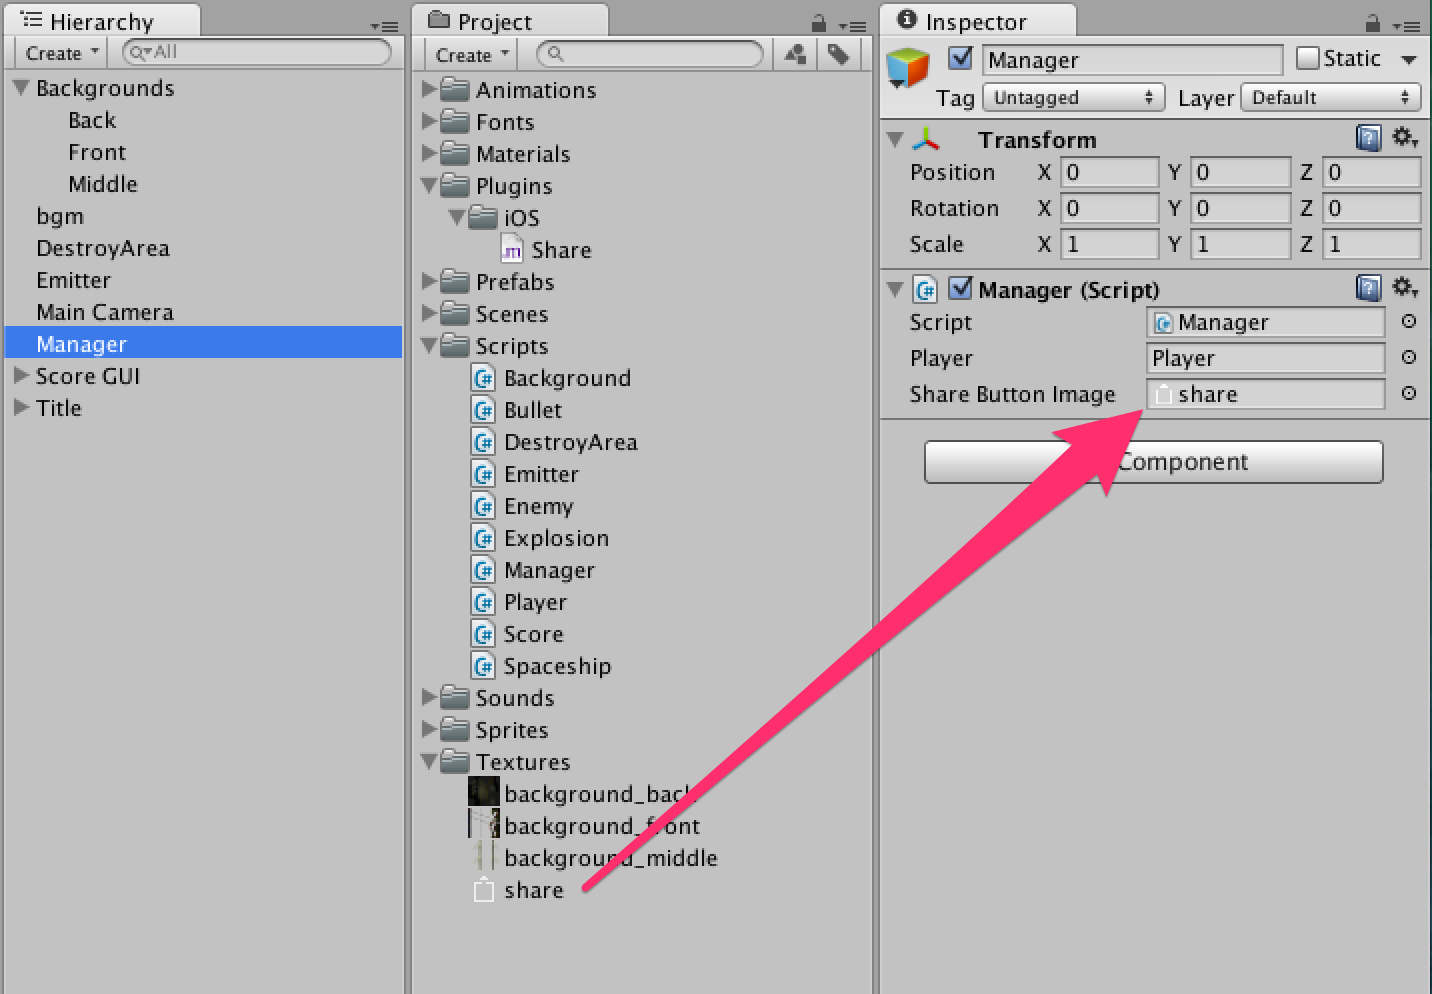 Hierarchy
Create
All
Backgrounds
Back
Front
Middle
bgm
DestroyArea
Emitter
Main Camera
Manager
Score GUI
Title
Project
Create
Animations
Fonts
Materials
Plugins
iOS
.m
Share
Prefabs
Scenes
Scripts
C# Background
C# Bullet
C# DestroyArea
C# Emitter
C# Enemy
C# Explosion
C# Manager
C# Player
C# Score
C# Spaceship
Sounds
Sprites
Textures
background_back
background_front
background_middle
share
Inspector
Manager
Static
Tag Untagged Layer Default
Transform
Position X 0 Y 0 Z 0
Rotation X 0 Y 0 Z 0
Scale X 1 Y 1 Z 1
C# Manager (Script)
Script C# Manager
Player Player
Share Button Image share
Component